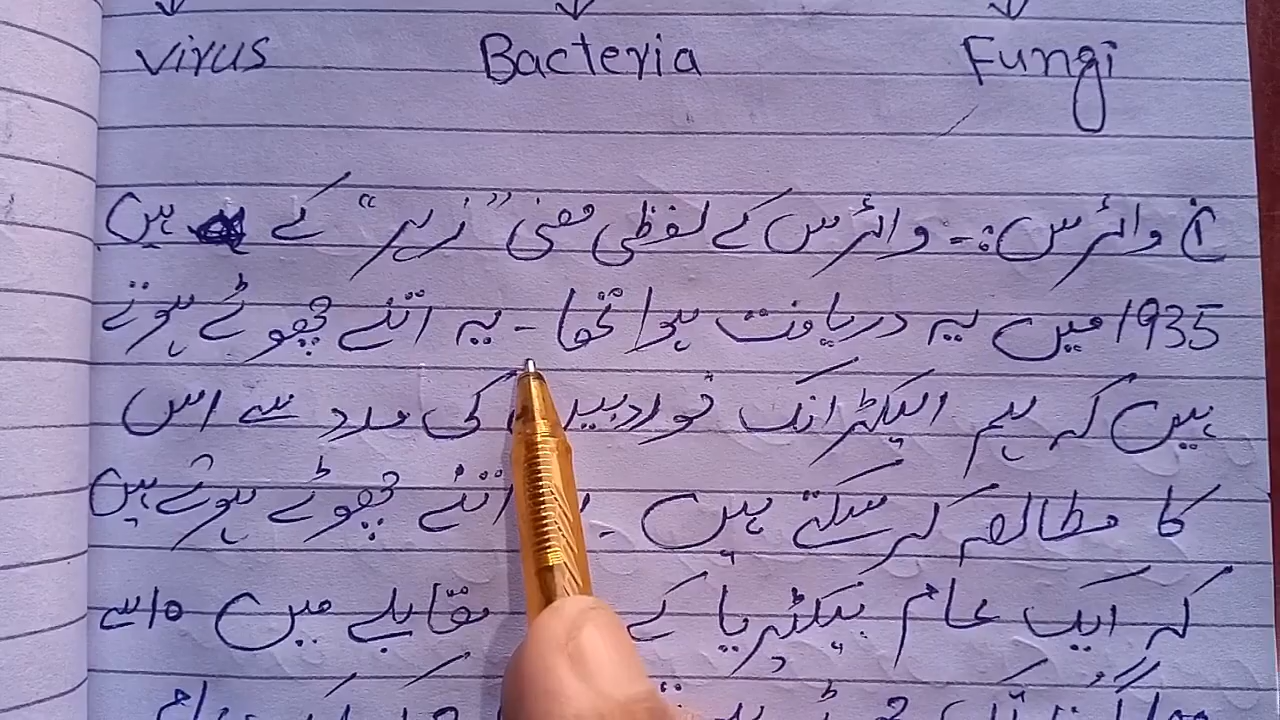 Virus Bacteria Fungi
(i وائرس:- وائرس کے لفظی معنی "زہر" کے ہیں
1935 میں یہ دریافت ہوا تھا - یہ اتنے چھوٹے ہوتے
ہیں کہ ہم الیکٹرانک خوردبین کی مدد سے اس
کا مطالعہ کر سکتے ہیں - اتنے چھوٹے ہوتے ہیں
کہ ایک عام بیکٹیریا کے مقابلے میں 10 سے